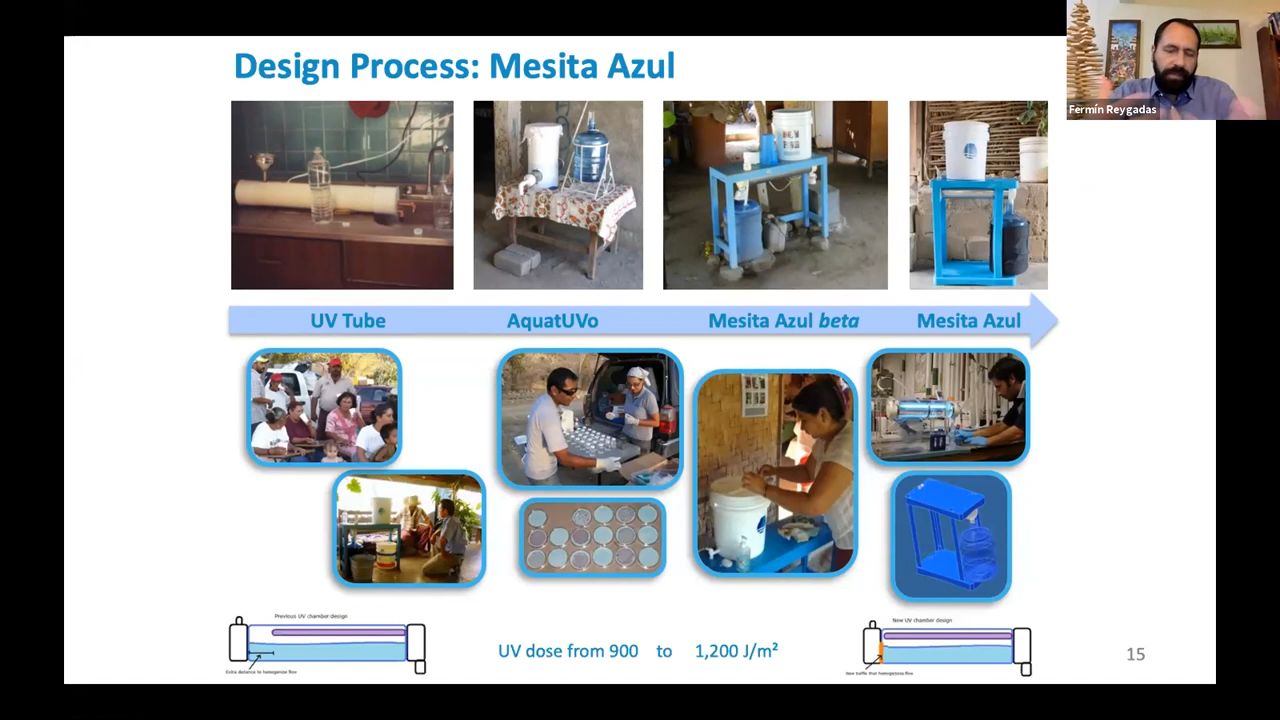 Design Process: Mesita Azul
Fermín Reygadas
UV Tube
AquatUVo
Mesita Azul beta
Mesita Azul
Previous UV chamber design
Extra distance to homogenize flow
UV dose from 900 to 1,200 J/m²
New UV chamber design
New baffle that homogenizes flow
15